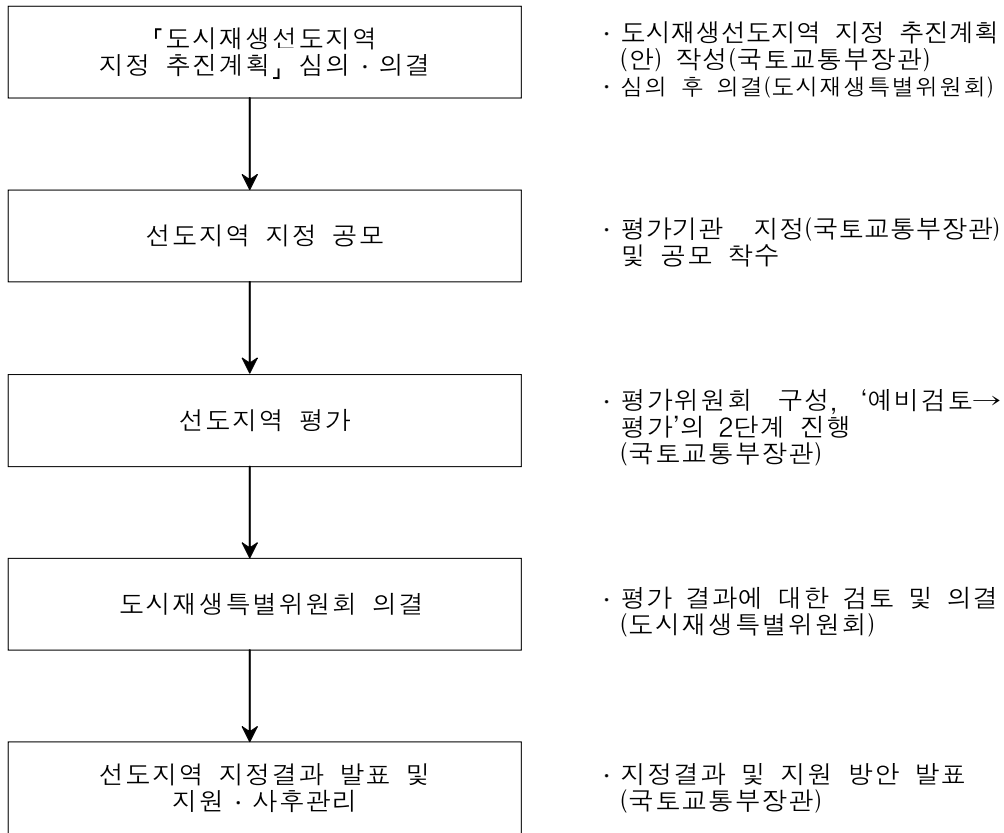 「도시재생선도지역
지정 추진계획」 심의·의결
· 도시재생선도지역 지정 추진계획
(안) 작성(국토교통부장관)
· 심의 후 의결(도시재생특별위원회)
선도지역 지정 공모
· 평가기관 지정(국토교통부장관)
및 공모 착수
선도지역 평가
· 평가위원회 구성, ‘예비검토→
평가’의 2단계 진행
(국토교통부장관)
도시재생특별위원회 의결
· 평가 결과에 대한 검토 및 의결
(도시재생특별위원회)
선도지역 지정결과 발표 및
지원·사후관리
· 지정결과 및 지원 방안 발표
(국토교통부장관)